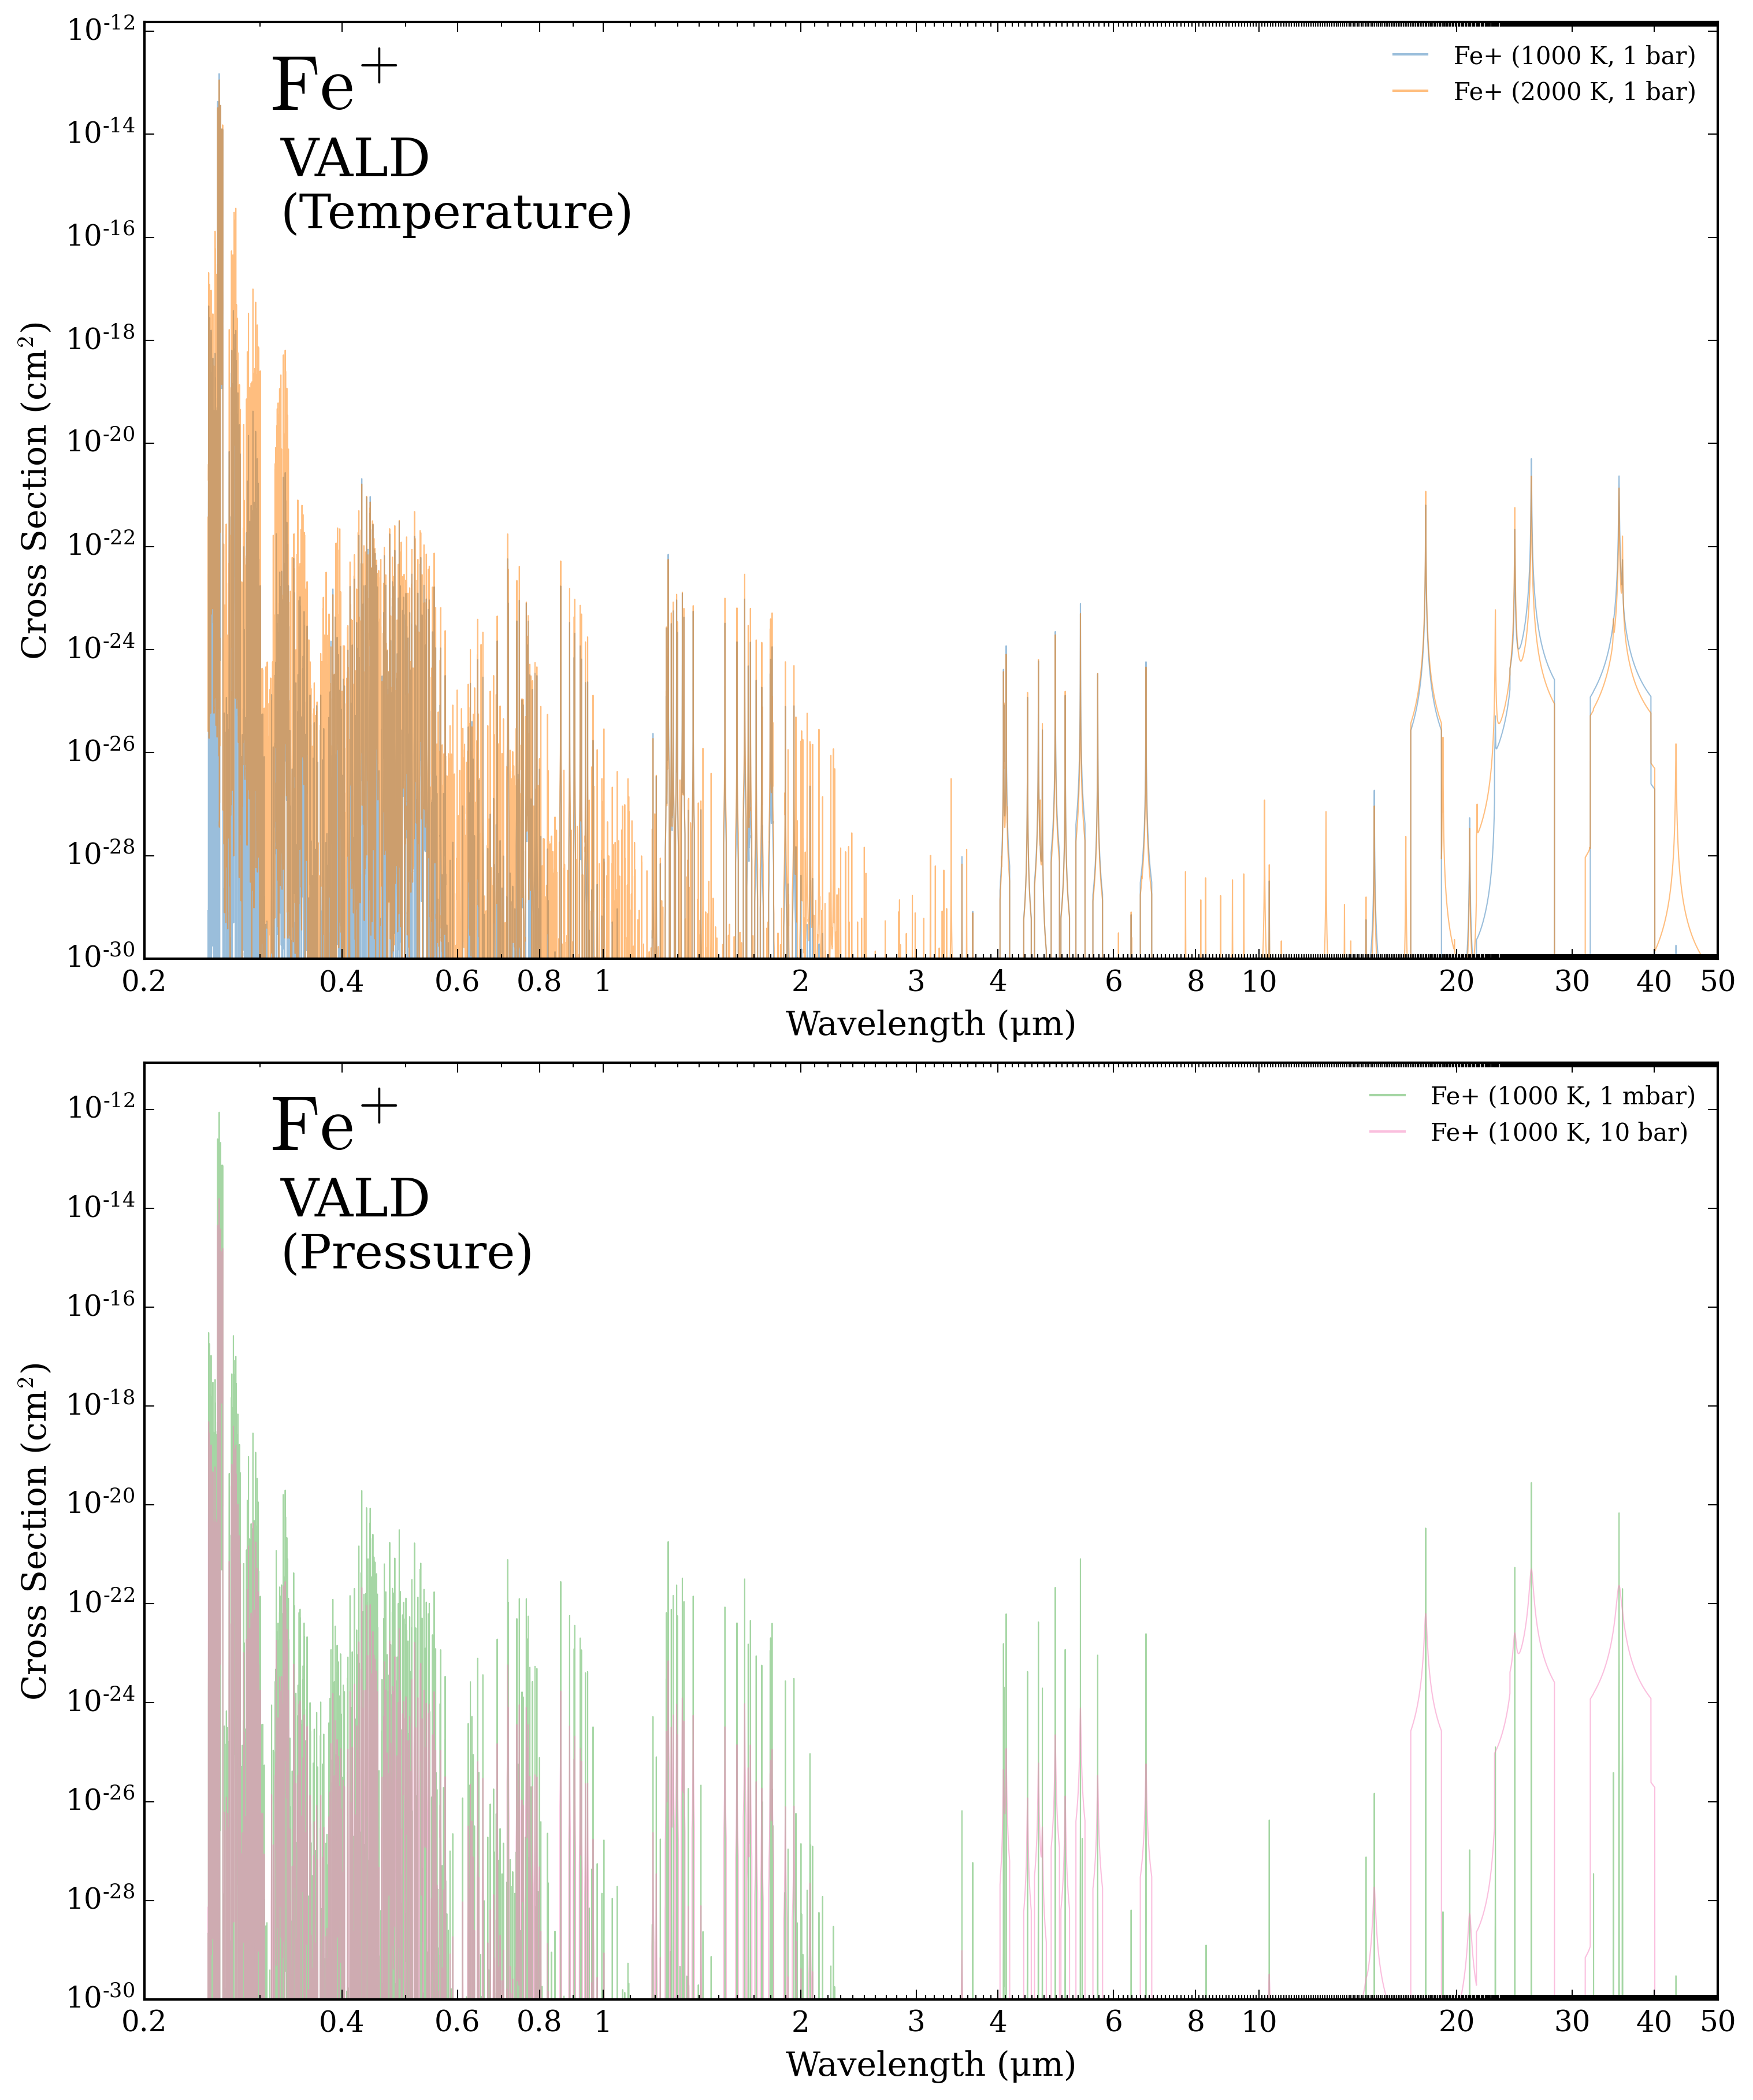 Fe+
VALD
(Temperature)
Fe+ (1000 K, 1 bar)
Fe+ (2000 K, 1 bar)
Cross Section (cm2)
10-12
10-14
10-16
10-18
10-20
10-22
10-24
10-26
10-28
10-30
0.2 0.4 0.6 0.8 1 2 3 4 6 8 10 20 30 40 50
Wavelength (μm)
Fe+
VALD
(Pressure)
Fe+ (1000 K, 1 mbar)
Fe+ (1000 K, 10 bar)
Cross Section (cm2)
10-12
10-14
10-16
10-18
10-20
10-22
10-24
10-26
10-28
10-30
0.2 0.4 0.6 0.8 1 2 3 4 6 8 10 20 30 40 50
Wavelength (μm)